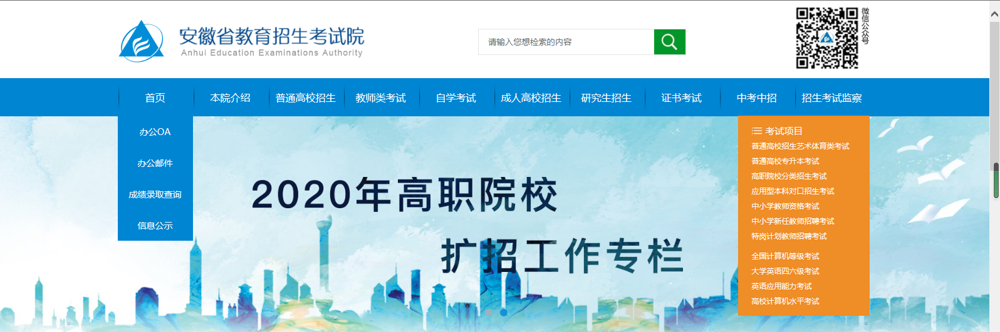 安徽省教育招生考试院
Anhui Education Examinations Authority
请输入您想检索的内容
微信公众号
首页 本院介绍 普通高校招生 教师类考试 自学考试 成人高校招生 研究生招生 证书考试 中考中招 招生考试监察
办公OA
办公邮件
成绩录取查询
信息公示
2020年高职院校
扩招工作专栏
考试项目
普通高校招生艺术体育类考试
普通高校专升本考试
高职院校分类招生考试
应用型本科对口招生考试
中小学教师资格考试
中小学新任教师招聘考试
特岗计划教师招聘考试
全国计算机等级考试
大学英语四六级考试
英语应用能力考试
高校计算机水平考试